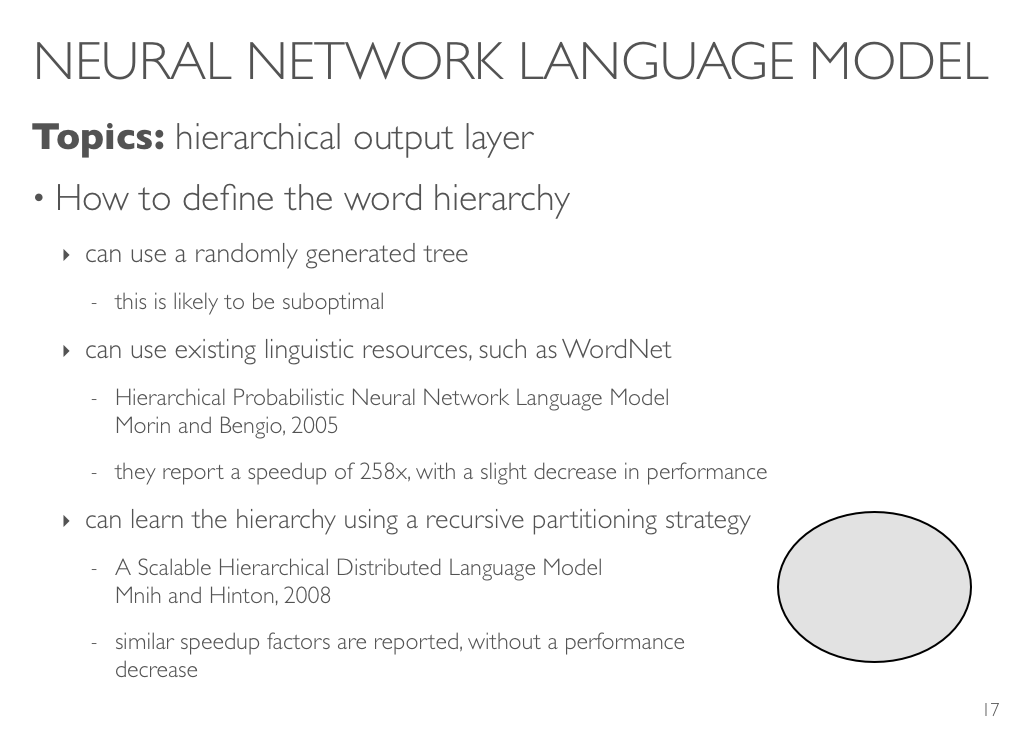 NEURAL NETWORK LANGUAGE MODEL
Topics: hierarchical output layer
• How to define the word hierarchy
‣ can use a randomly generated tree
- this is likely to be suboptimal
‣ can use existing linguistic resources, such as WordNet
- Hierarchical Probabilistic Neural Network Language Model
Morin and Bengio, 2005
- they report a speedup of 258x, with a slight decrease in performance
‣ can learn the hierarchy using a recursive partitioning strategy
- A Scalable Hierarchical Distributed Language Model
Mnih and Hinton, 2008
- similar speedup factors are reported, without a performance
decrease
17